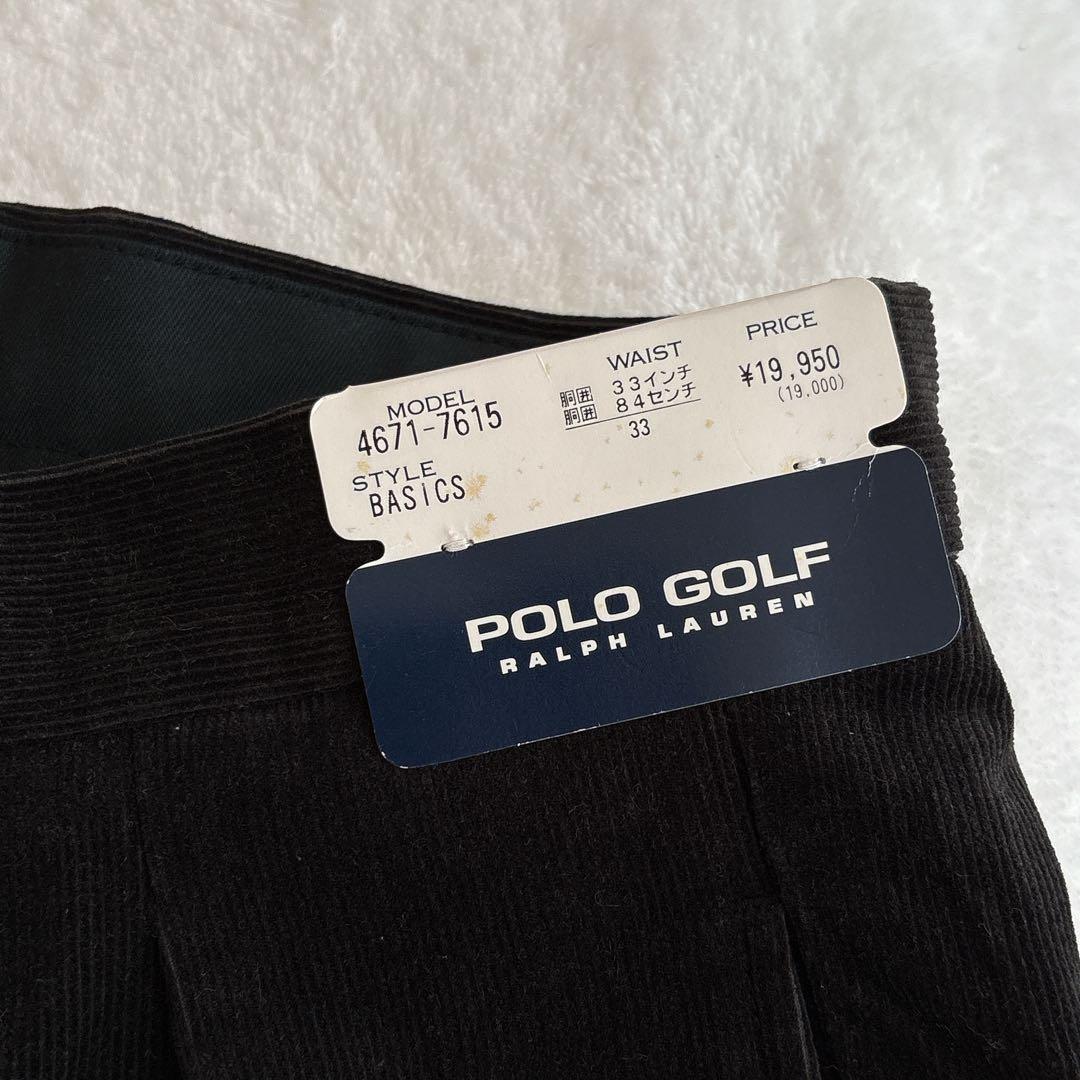 MODEL
4671-7615
STYLE
BASICS
WAIST
胴囲 33インチ
胴囲 84センチ
33
PRICE
¥19,950
(19,000)
POLO GOLF
RALPH LAUREN